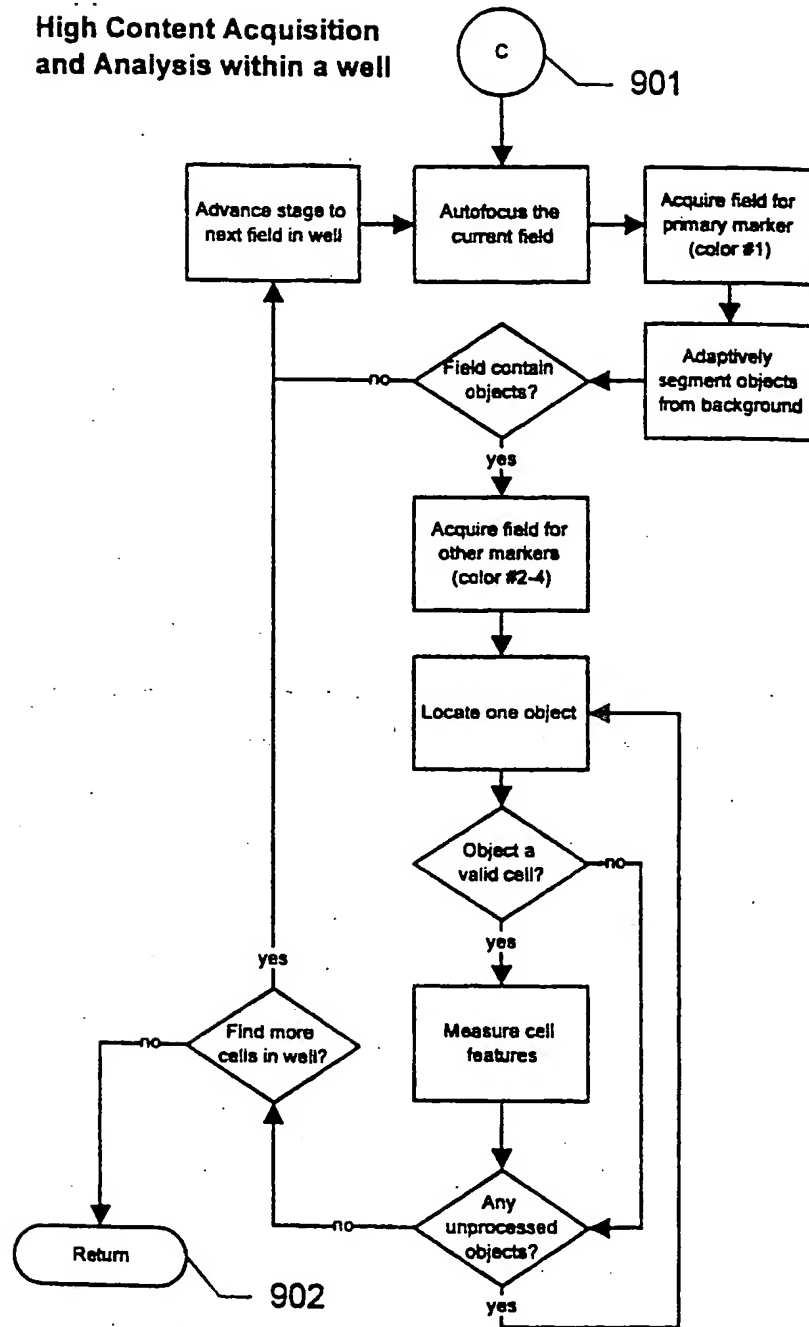 High Content Acquisition
and Analysis within a well
C
901
Advance stage to
next field in well
Autofocus the
current field
Acquire field for
primary marker
(color #1)
Adaptively
segment objects
from background
Field contain
objects?
no
yes
Acquire field for
other markers
(color #2-4)
Locate one object
Object a
valid cell?
no
yes
Measure cell
features
yes
Find more
cells in well?
no
Any
unprocessed
objects?
no
yes
Return
902